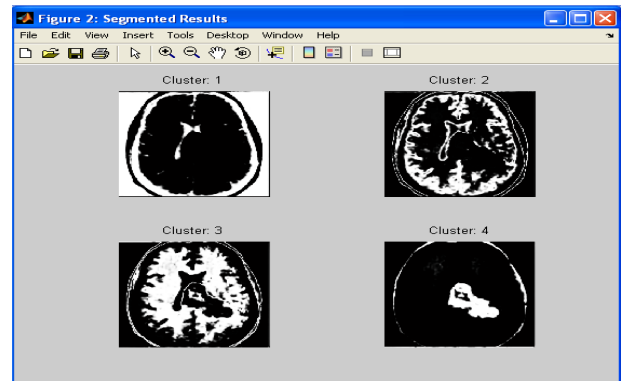 Figure 2: Segmented Results
File Edit View Insert Tools Desktop Window Help
Cluster: 1
Cluster: 2
Cluster: 3
Cluster: 4